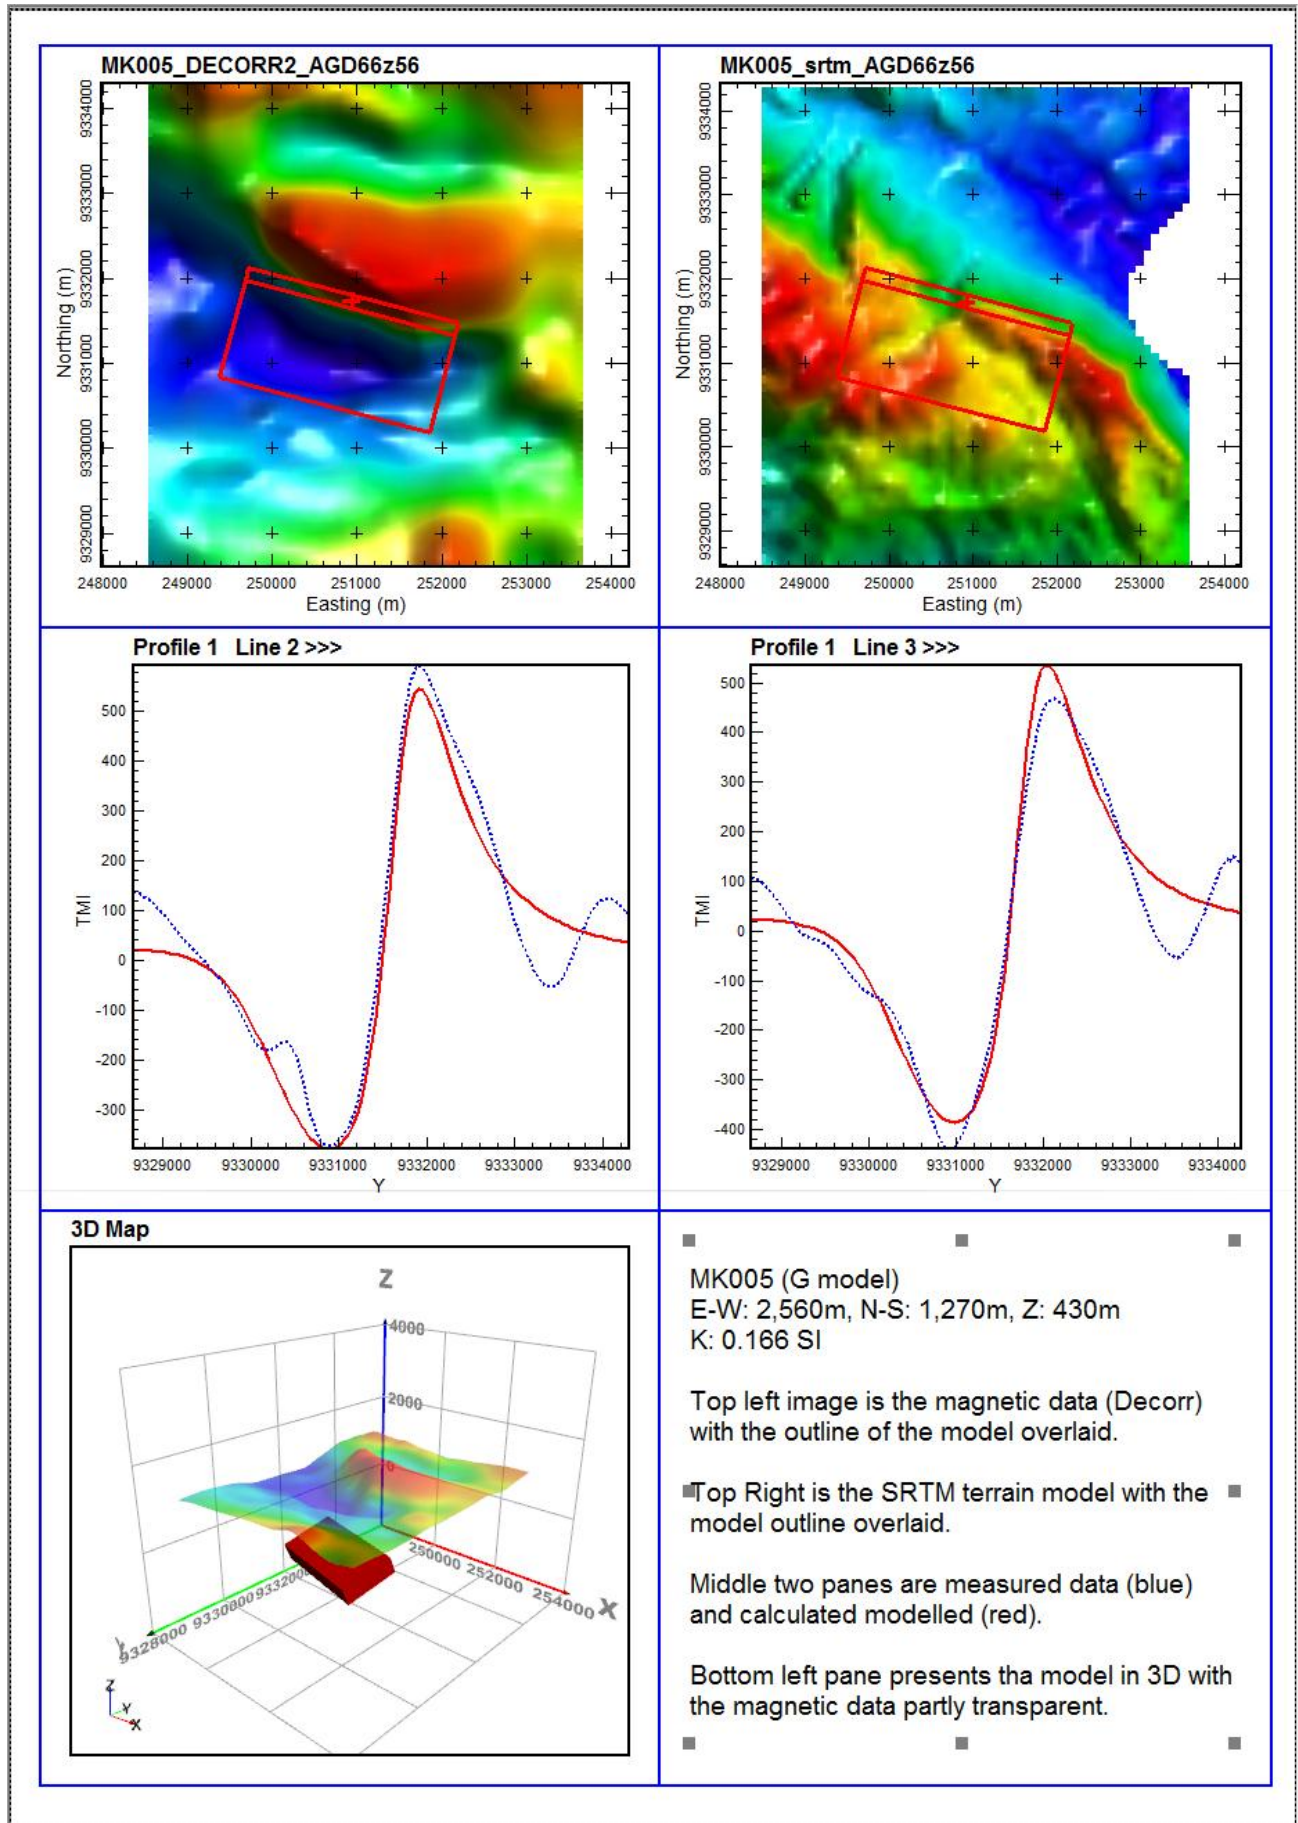 MK005_DECORR2_AGD66z56
9334000
9333000
9332000
9331000
9330000
9329000
Northing (m)
248000 249000 250000 251000 252000 253000 254000
Easting (m)
MK005_srtm_AGD66z56
9334000
9333000
9332000
9331000
9330000
9329000
Northing (m)
248000 249000 250000 251000 252000 253000 254000
Easting (m)
Profile 1 Line 2 >>>
500
400
300
200
100
0
-100
-200
-300
TMI
9329000 9330000 9331000 9332000 9333000 9334000
Y
Profile 1 Line 3 >>>
500
400
300
200
100
0
-100
-200
-300
-400
TMI
9329000 9330000 9331000 9332000 9333000 9334000
Y
3D Map
Z
4000
2000
0
250000 252000 254000 X
Y 9328000 9330000 9332000
Z
Y
X
MK005 (G model)
E-W: 2,560m, N-S: 1,270m, Z: 430m
K: 0.166 SI
Top left image is the magnetic data (Decorr)
with the outline of the model overlaid.
Top Right is the SRTM terrain model with the
model outline overlaid.
Middle two panes are measured data (blue)
and calculated modelled (red).
Bottom left pane presents tha model in 3D with
the magnetic data partly transparent.